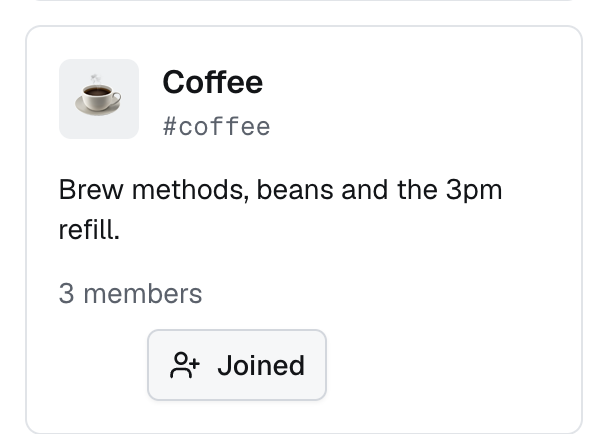 Coffee
#coffee
Brew methods, beans and the 3pm
refill.
3 members
Joined